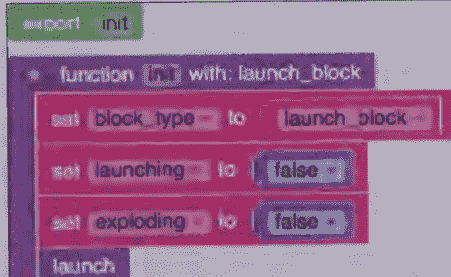 export init
function init with: launch_block
set block_type to launch_block
set launching to false
set exploding to false
launch